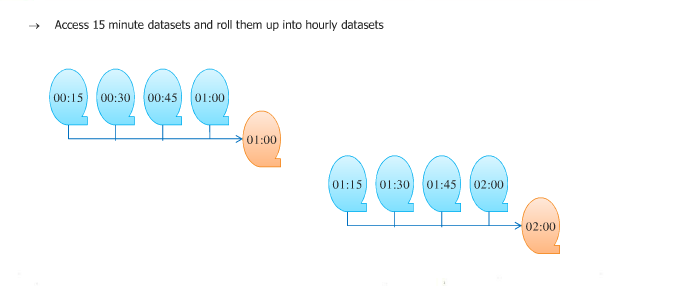 → Access 15 minute datasets and roll them up into hourly datasets
00:15 00:30 00:45 01:00
01:00
01:15 01:30 01:45 02:00
02:00